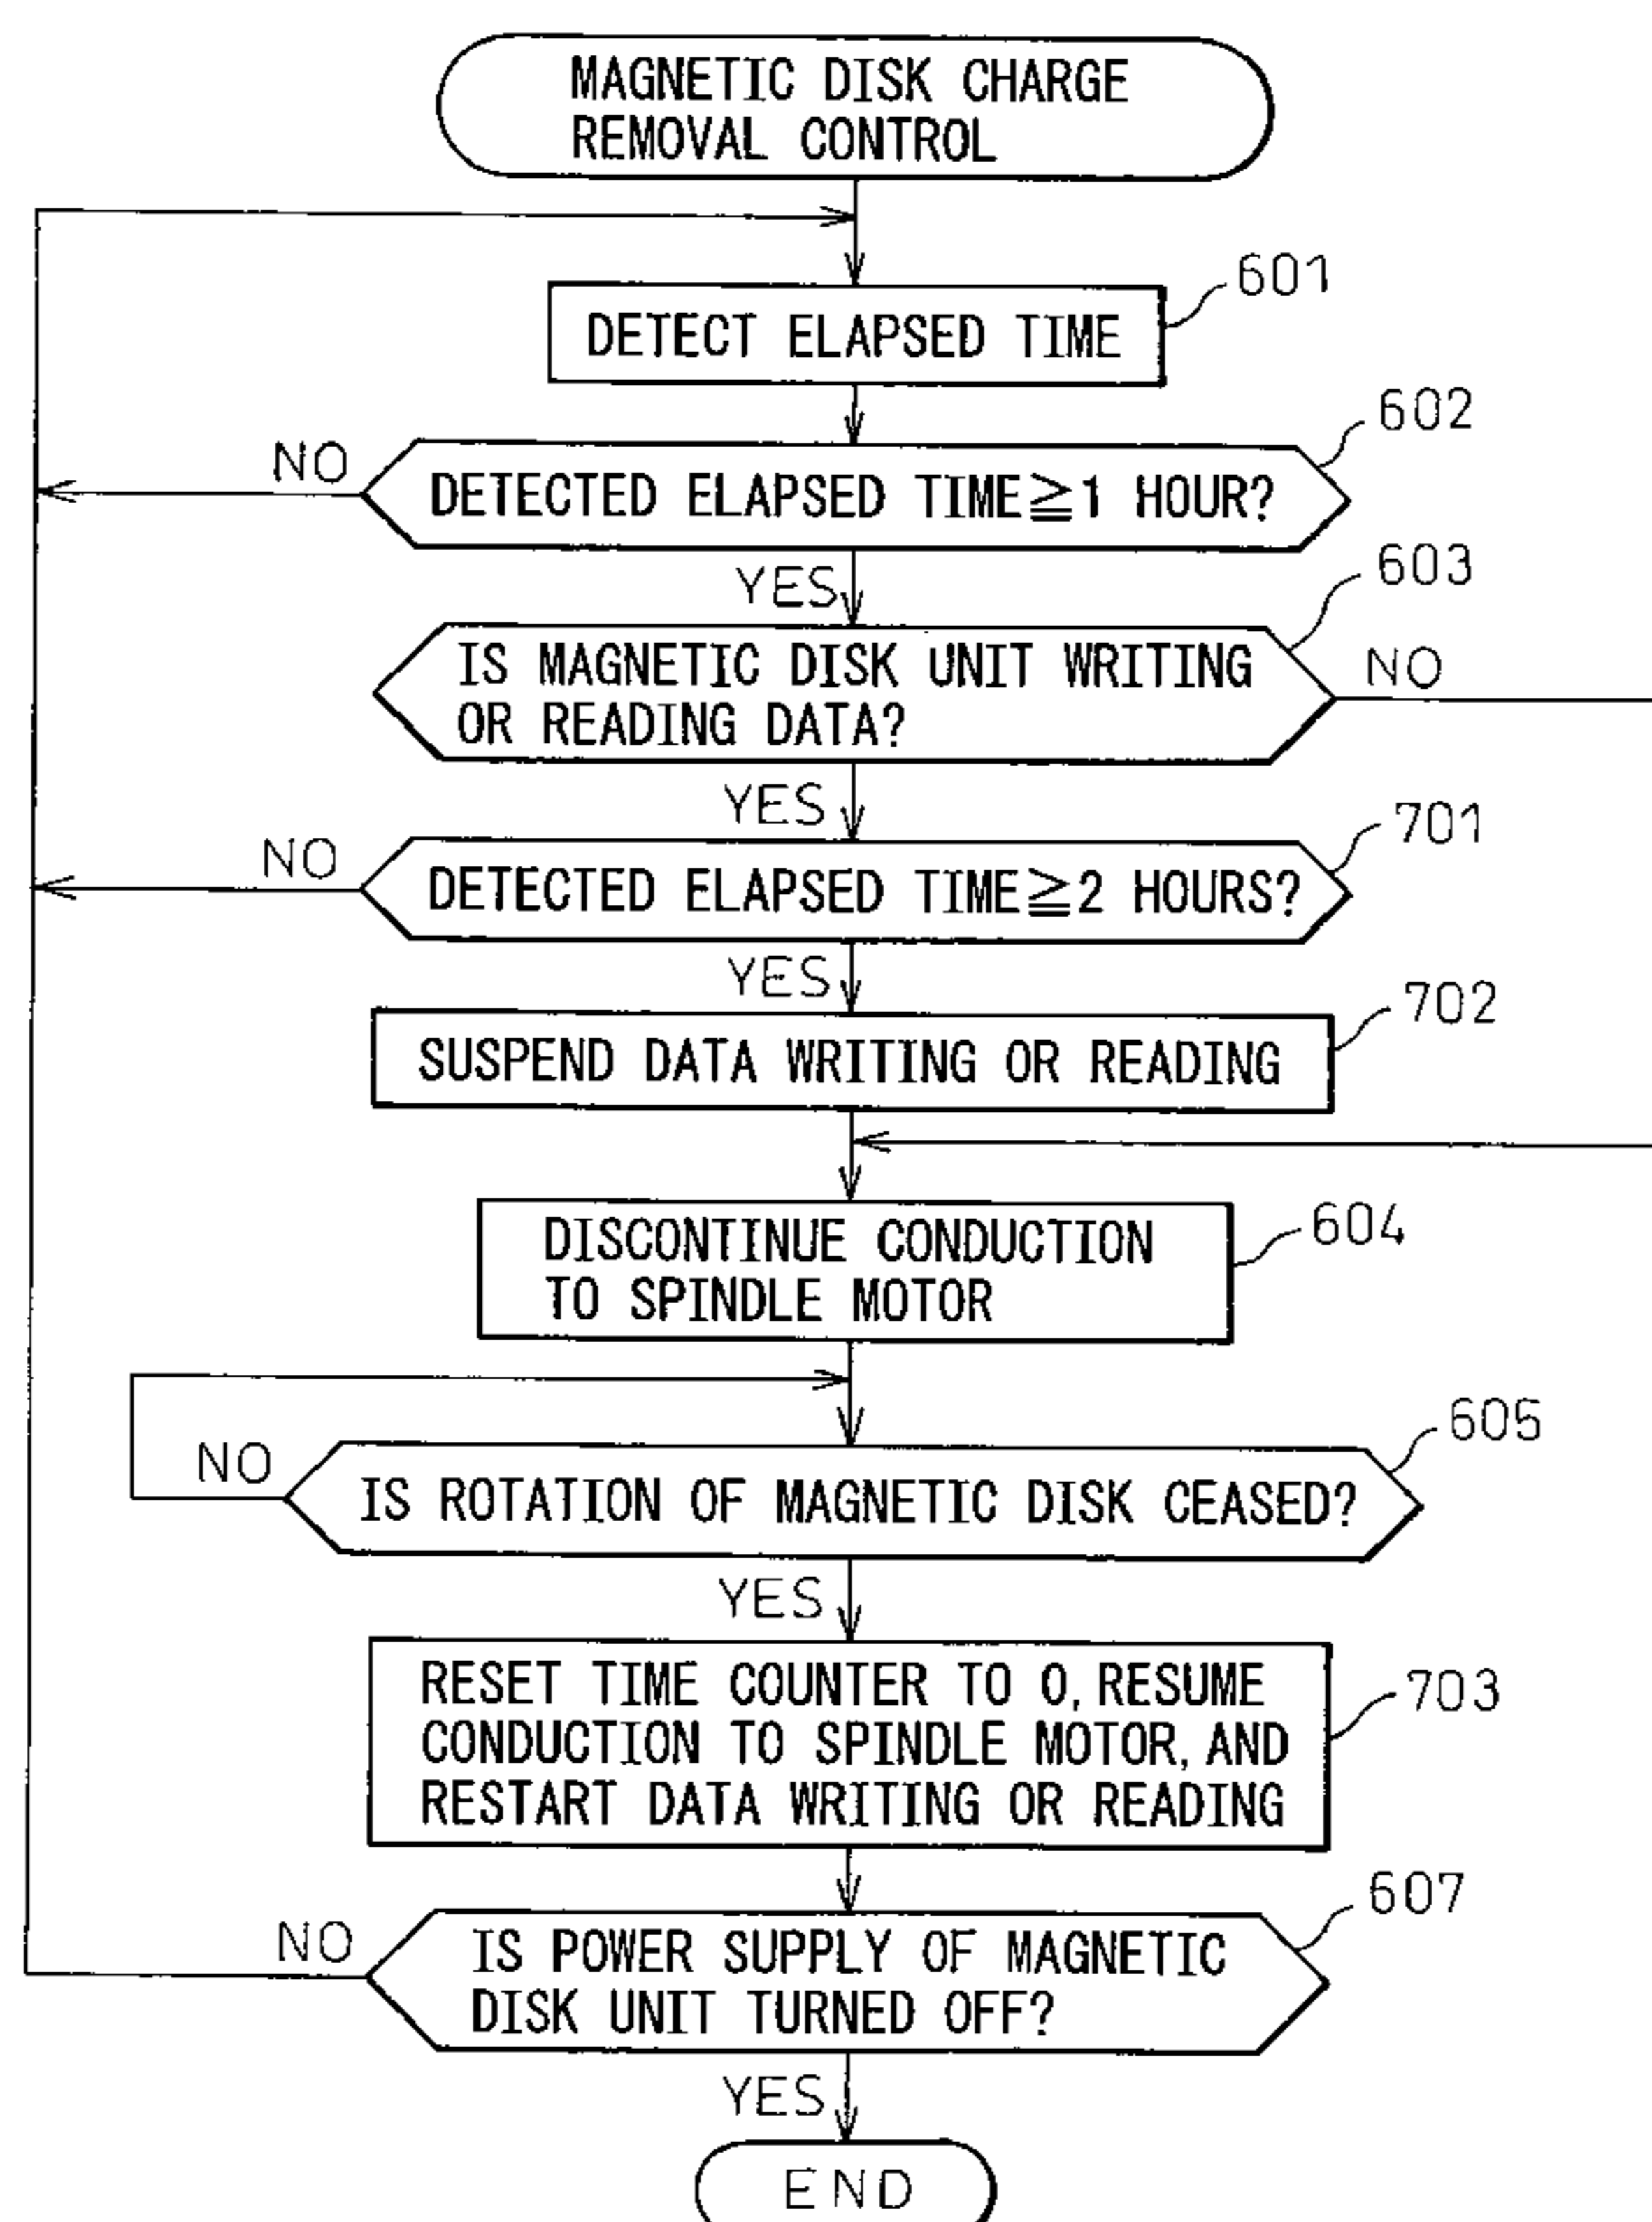 MAGNETIC DISK CHARGE
REMOVAL CONTROL
601
DETECT ELAPSED TIME
602
NO
DETECTED ELAPSED TIME≧1 HOUR?
YES
603
IS MAGNETIC DISK UNIT WRITING
OR READING DATA?
NO
YES
701
NO
DETECTED ELAPSED TIME≧2 HOURS?
YES
702
SUSPEND DATA WRITING OR READING
DISCONTINUE CONDUCTION
TO SPINDLE MOTOR
604
605
NO
IS ROTATION OF MAGNETIC DISK CEASED?
YES
RESET TIME COUNTER TO 0, RESUME
CONDUCTION TO SPINDLE MOTOR, AND
RESTART DATA WRITING OR READING
703
607
NO
IS POWER SUPPLY OF MAGNETIC
DISK UNIT TURNED OFF?
YES
END